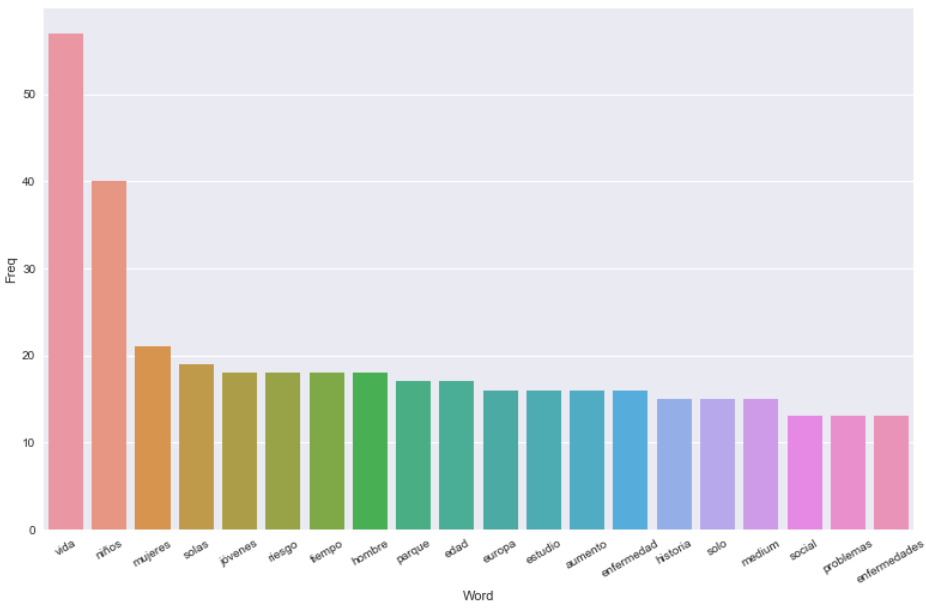 Freq
50
40
30
20
10
0
vida niños mujeres solas jóvenes riesgo tiempo hombre parque edad europa estudio aumento enfermedad historia solo medium social problemas enfermedades
Word